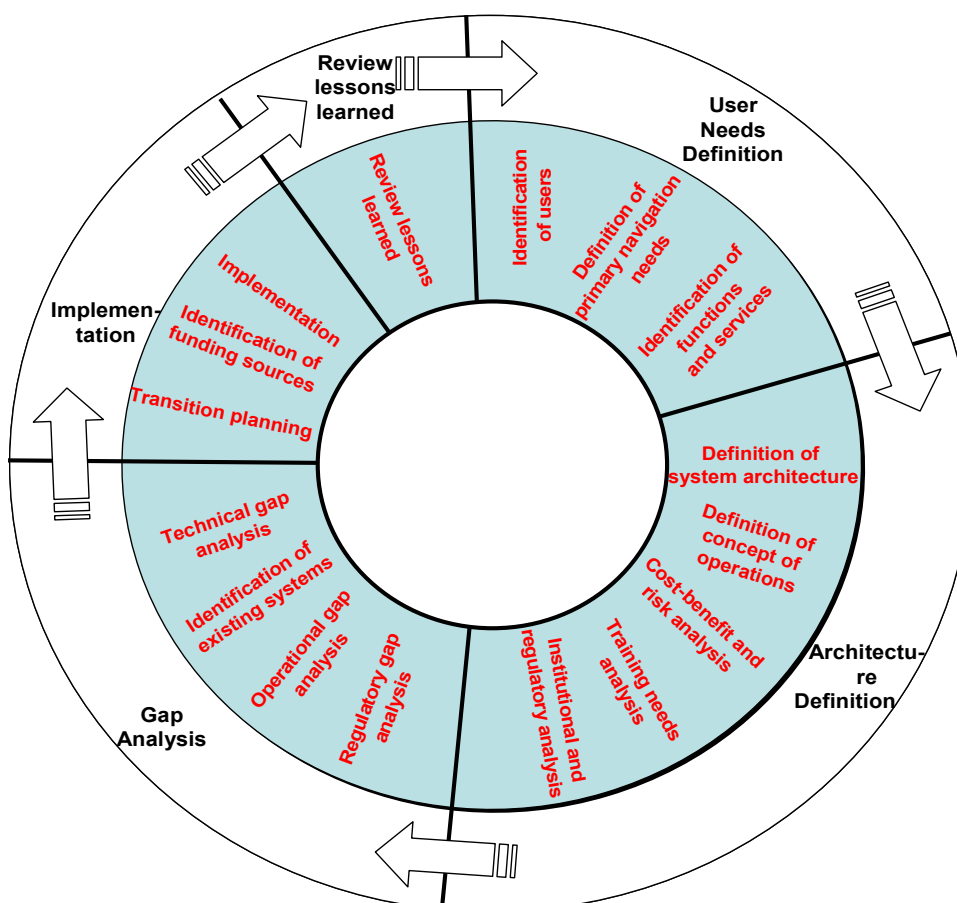 Review
lessons
learned
User
Needs
Definition
Architectu-
re
Definition
Gap
Analysis
Implemen-
tation
Review lessons
learned
Identification
of users
Definition of
primary navigation
needs
Identification of
functions
and services
Definition of
system architecture
Definition of
concept of
operations
Cost-benefit and
risk analysis
Training needs
analysis
Institutional and
regulatory analysis
Regulatory gap
analysis
Operational gap
analysis
Identification of
existing systems
Technical gap
analysis
Transition planning
Identification of
funding sources
Implementation